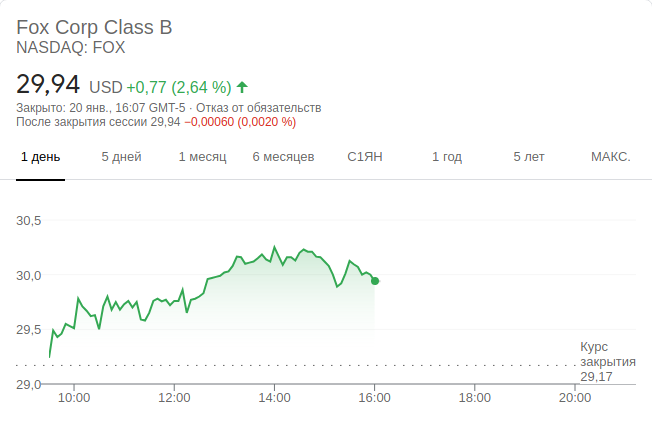 Fox Corp Class B
NASDAQ: FOX
29,94 USD +0,77 (2,64 %)
Закрыто: 20 янв., 16:07 GMT-5 · Отказ от обязательств
После закрытия сессии 29,94 −0,00060 (0,0020 %)
1 день 5 дней 1 месяц 6 месяцев С1ЯН 1 год 5 лет МАКС.
30,5
30,0
29,5
Курс
закрытия
29,17
29,0
10:00 12:00 14:00 16:00 18:00 20:00